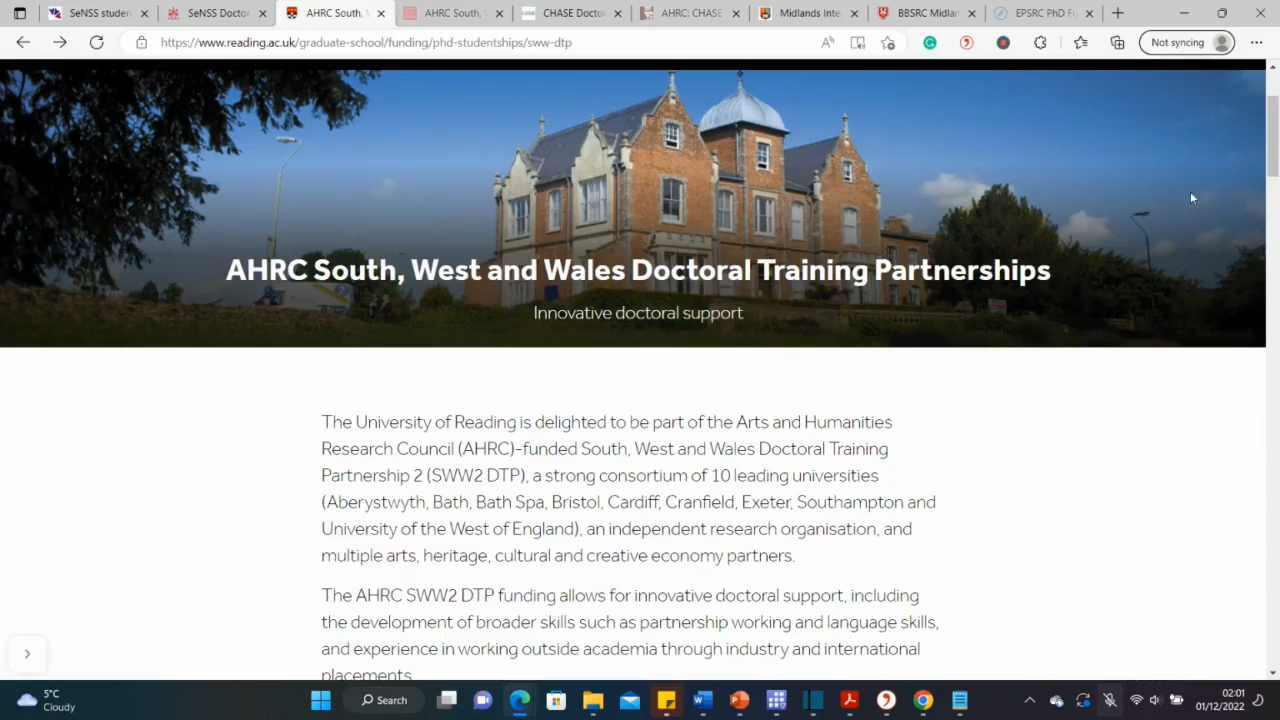 SeNSS studen
SeNSS Docto
AHRC South, W
AHRC South, 
CHASE Docto
AHRC: CHASE
Midlands Inte
BBSRC Midla
EPSRC PhD F
https://www.reading.ac.uk/graduate-school/funding/phd-studentships/sww-dtp
Not syncing
AHRC South, West and Wales Doctoral Training Partnerships
Innovative doctoral support
The University of Reading is delighted to be part of the Arts and Humanities
Research Council (AHRC)-funded South, West and Wales Doctoral Training
Partnership 2 (SWW2 DTP), a strong consortium of 10 leading universities
(Aberystwyth, Bath, Bath Spa, Bristol, Cardiff, Cranfield, Exeter, Southampton and
University of the West of England), an independent research organisation, and
multiple arts, heritage, cultural and creative economy partners.
The AHRC SWW2 DTP funding allows for innovative doctoral support, including
the development of broader skills such as partnership working and language skills,
and experience in working outside academia through industry and international
placements.
5°C
Cloudy
Search
02:01
01/12/2022